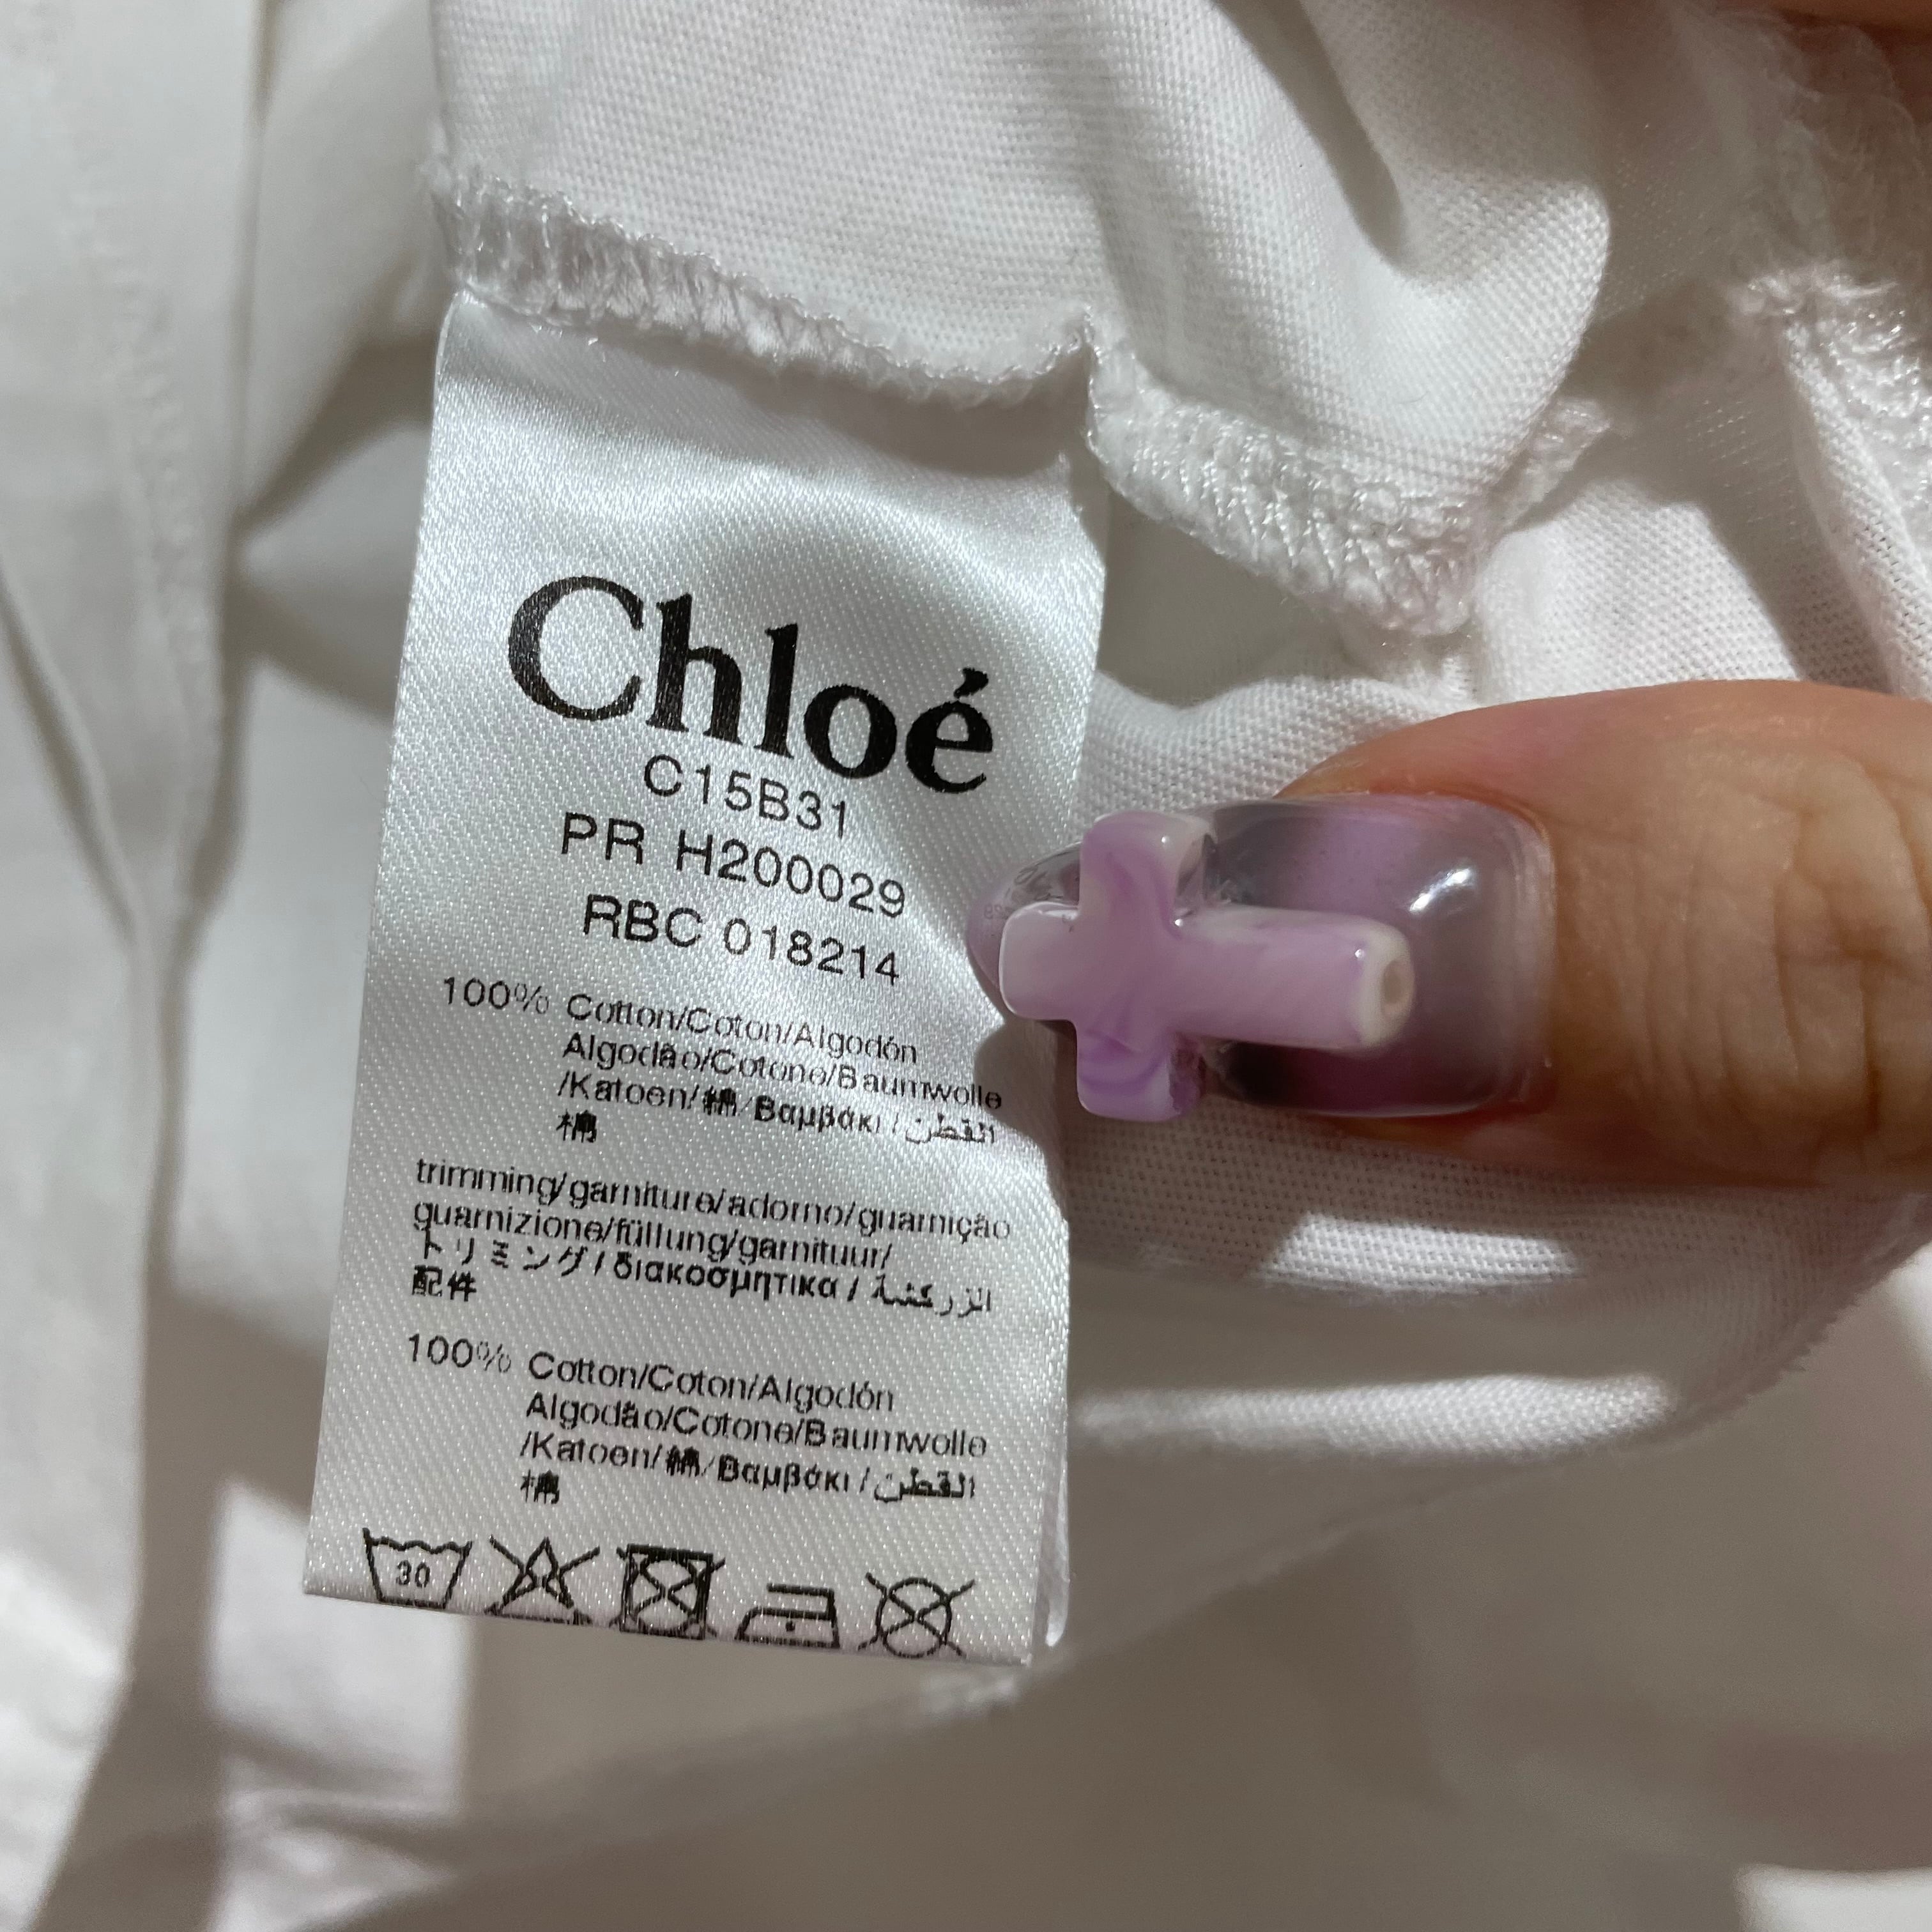 Chloé
C15B31
PR H200029
RBC 018214
100% Cotton/Coton/Algodón
Algodão/Cotone/Baumwolle
/Katoen/綿/Βαμβάκι/القطن
棉
trimming/garniture/adorno/guarnição
guarnizione/füllung/garnituur/
トリミング/διακοσμητικα/الزركشة
配件
100% Cotton/Coton/Algodón
Algodão/Cotone/Baumwolle
/Katoen/綿/Βαμβάκι/القطن
棉
30